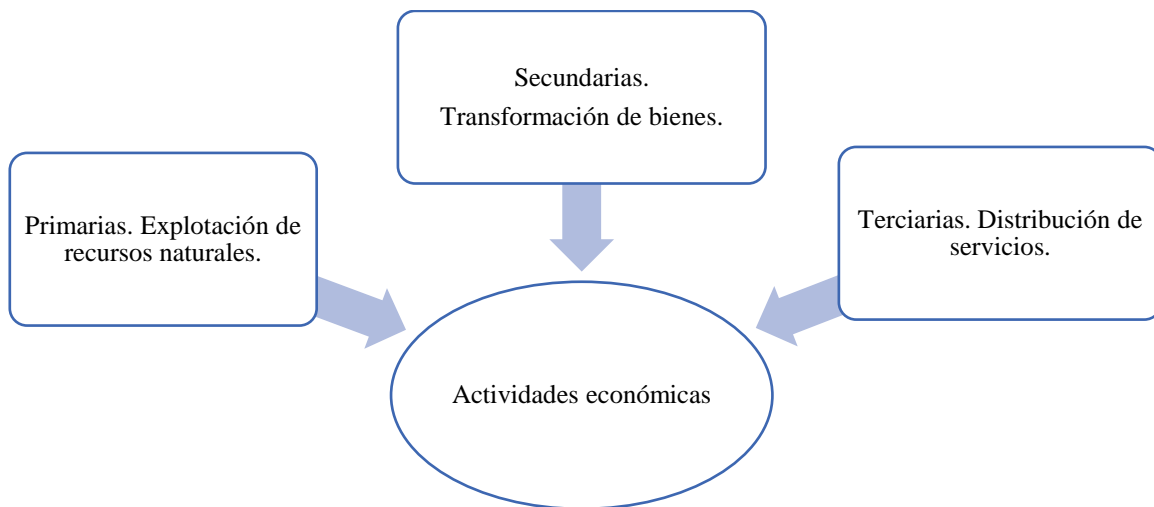 Secundarias.
Transformación de bienes.
Primarias. Explotación de
recursos naturales.
Terciarias. Distribución de
servicios.
Actividades económicas